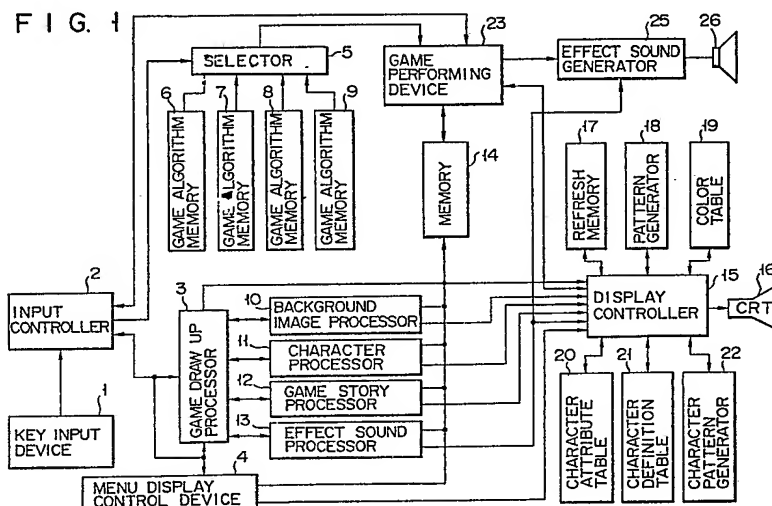 FIG. 1
23
25
26
SELECTOR
5
GAME
PERFORMING
DEVICE
EFFECT SOUND
GENERATOR
6
7
8
9
GAME ALGORITHM
MEMORY
GAME ALGORITHM
MEMORY
GAME ALGORITHM
MEMORY
GAME ALGORITHM
MEMORY
14
MEMORY
17
18
19
REFRESH
MEMORY
PATTERN
GENERATOR
COLOR
TABLE
2
INPUT
CONTROLLER
3
GAME DRAW UP
PROCESSOR
10
BACKGROUND
IMAGE PROCESSOR
11
CHARACTER
PROCESSOR
12
GAME STORY
PROCESSOR
13
EFFECT SOUND
PROCESSOR
15
DISPLAY
CONTROLLER
16
CRT
1
KEY INPUT
DEVICE
4
MENU DISPLAY
CONTROL DEVICE
20
21
22
CHARACTER
ATTRIBUTE
TABLE
CHARACTER
DEFINITION
TABLE
CHARACTER
PATTERN
GENERATOR